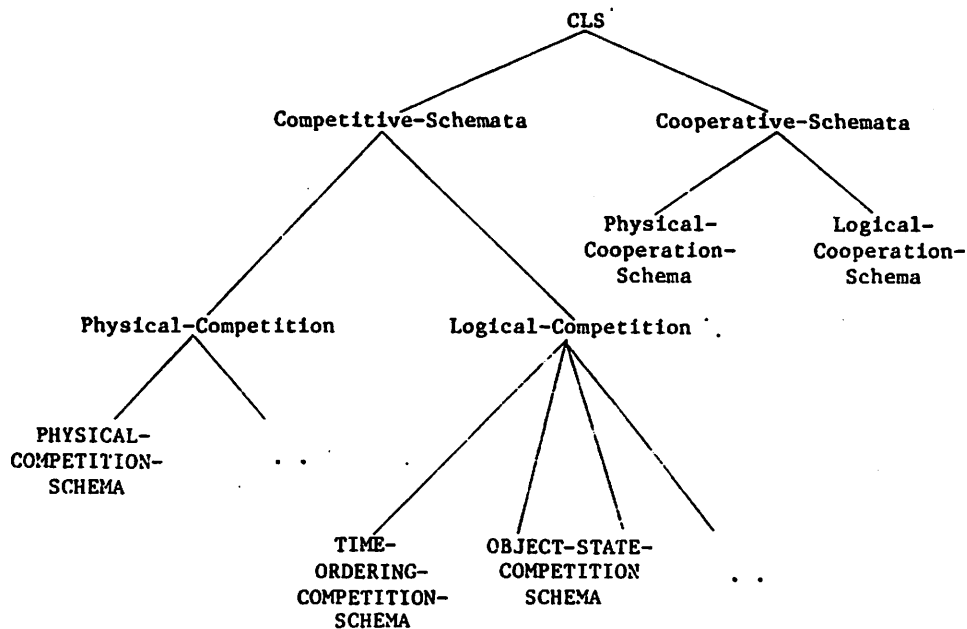 CLS
Competitive-Schemata
Cooperative-Schemata
Physical-
Cooperation-
Schema
Logical-
Cooperation-
Schema
Physical-Competition
Logical-Competition
PHYSICAL-
COMPETITION-
SCHEMA
. .
TIME-
ORDERING-
COMPETITION-
SCHEMA
OBJECT-STATE-
COMPETITION
SCHEMA
. .